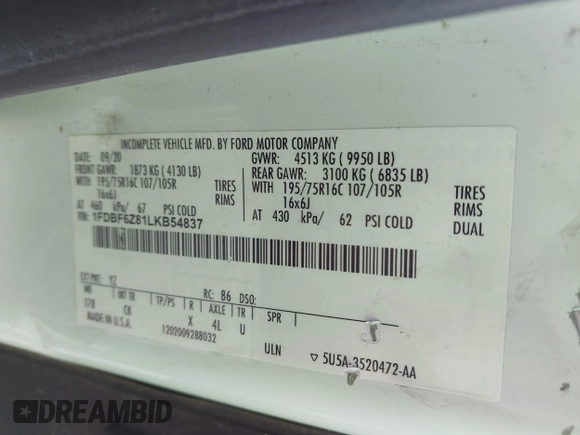 INCOMPLETE VEHICLE MFD. BY FORD MOTOR COMPANY
DATE: 09/20 GVWR: 4513 KG ( 9950 LB)
FRONT GAWR: 1873 KG ( 4130 LB) REAR GAWR: 3100 KG ( 6835 LB)
WITH 195/75R16C 107/105R TIRES WITH 195/75R16C 107/105R TIRES
16x6J RIMS 16x6J RIMS
AT 460 kPa/ 67 PSI COLD AT 430 kPa/ 62 PSI COLD DUAL
VIN: 1FDBF6Z81LKB54837
EXT PNT: YZ RC: 86 DSO:
WB INT TR TP/PS R AXLE TR SPR
178 CK X 4L U
MADE IN U.S.A. 1202009288032 ULN ▽ 5U5A-3520472-AA
DREAMBID